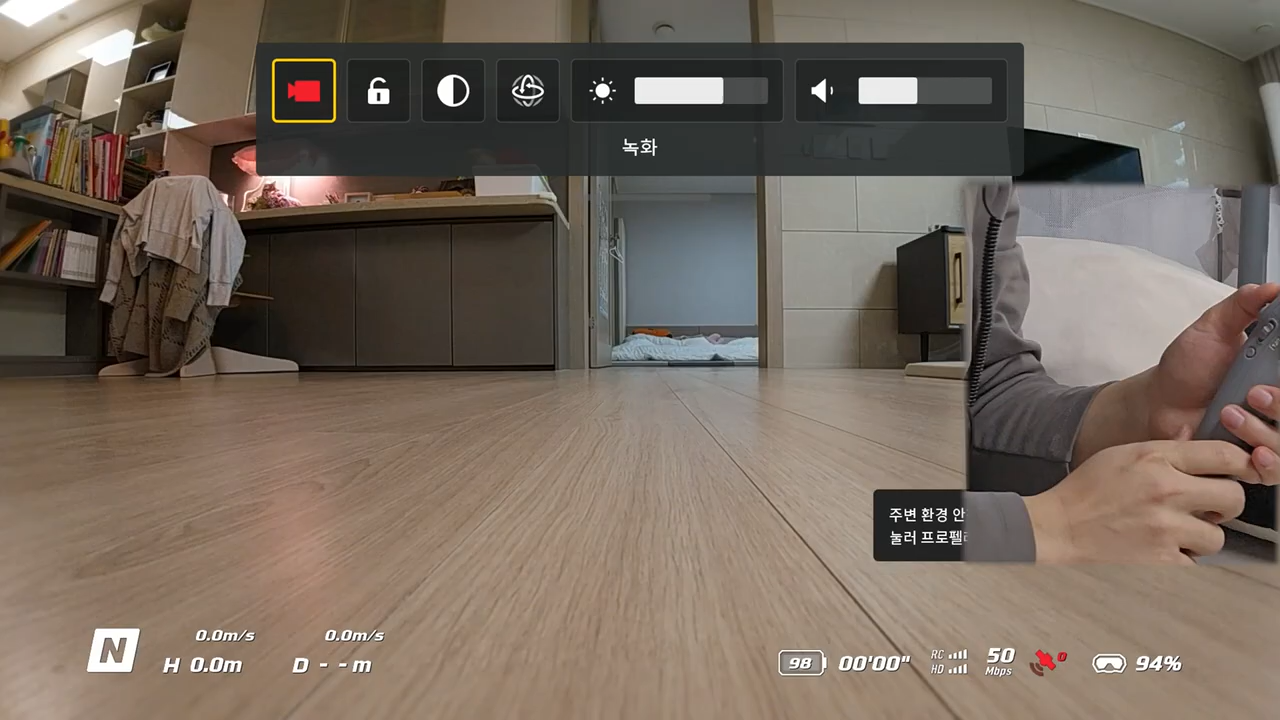 녹화
주변 환경 안
눌러 프로펠
N
0.0m/s 0.0m/s
H 0.0m D - - m
98 00'00" RC HD 50 Mbps 0 94%